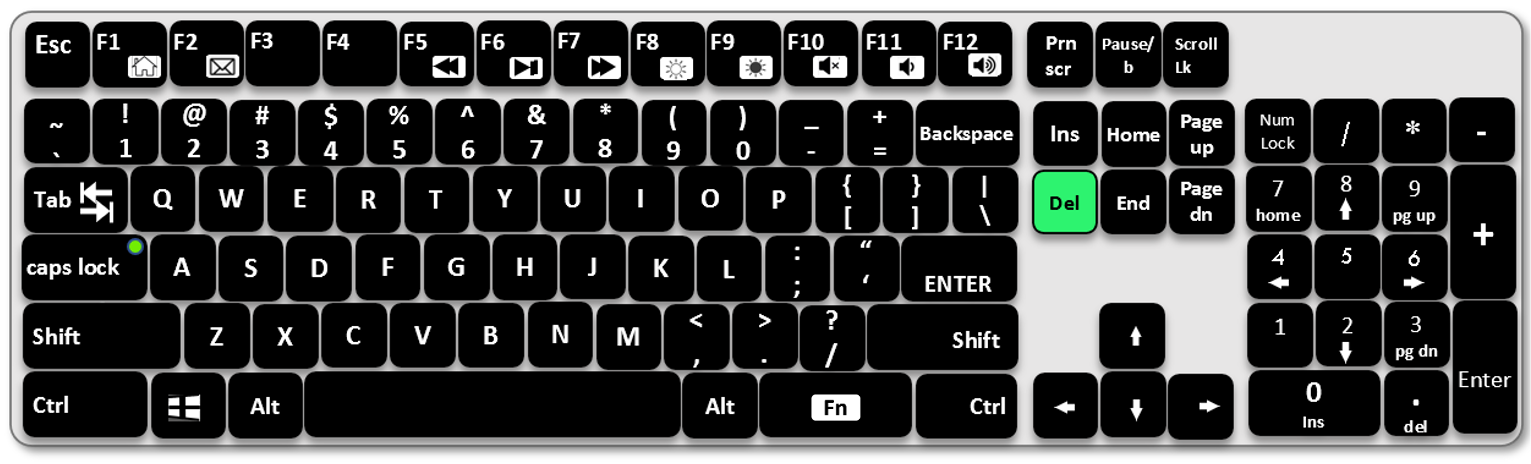 Esc F1 F2 F3 F4 F5 F6 F7 F8 F9 F10 F11 F12 Prn Pause/ Scroll
scr b Lk
~ ! @ # $ % ^ & * ( ) _ +
` 1 2 3 4 5 6 7 8 9 0 - = Backspace Ins Home Page up Num Lock / * -
Tab Q W E R T Y U I O P { } |
[ ] \ Del End Page dn 7 home 8 9 pg up +
caps lock A S D F G H J K L : “
; ‘ ENTER 4 5 6
Shift Z X C V B N M < > ?
, . / Shift 1 2 3 pg dn
Ctrl Alt Alt Fn Ctrl 0 Ins . del Enter